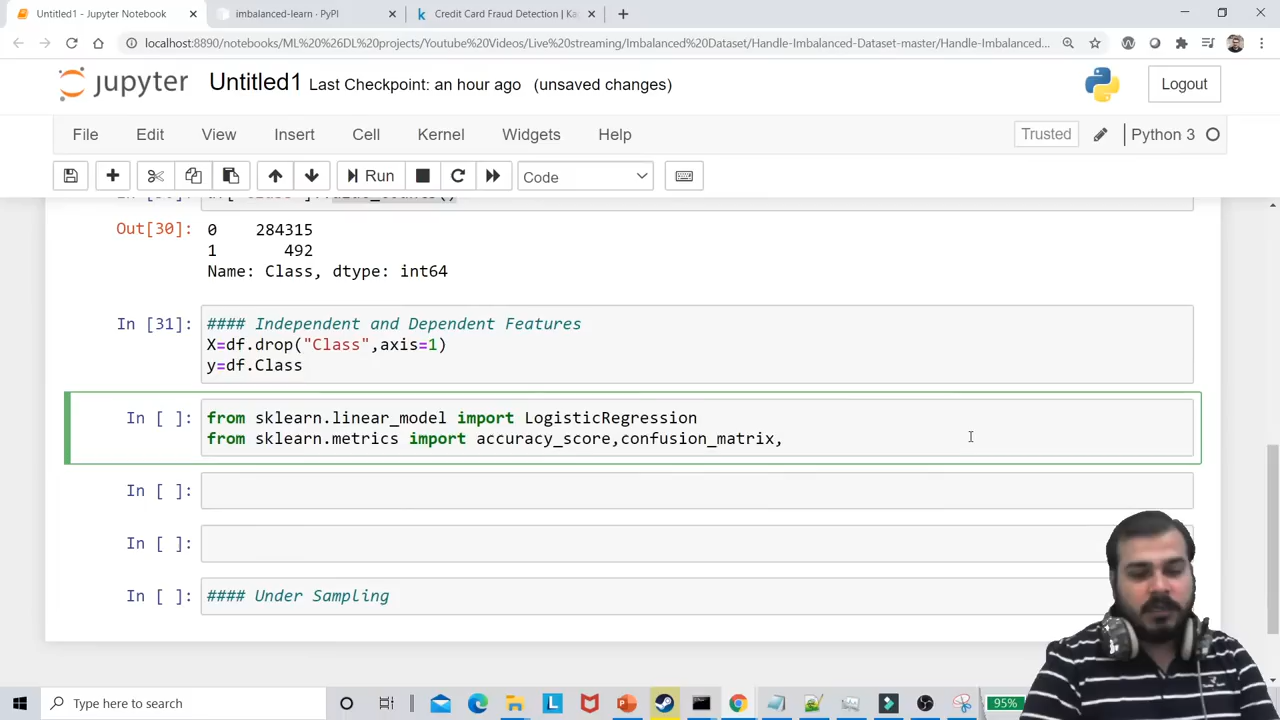 Untitled1 - Jupyter Notebook
imbalanced-learn · PyPI
Credit Card Fraud Detection | Ka
localhost:8890/notebooks/ML%20%26%20DL%20projects/Youtube%20Videos/Live%20streaming/Imbalanced%20Dataset/Handle-Imbalanced-Dataset-master/Handle-Imbalanced...
jupyter Untitled1 Last Checkpoint: an hour ago (unsaved changes)
Logout
File Edit View Insert Cell Kernel Widgets Help
Trusted Python 3
Run Code
Out[30]: 0 284315
1 492
Name: Class, dtype: int64
In [31]: #### Independent and Dependent Features
X=df.drop("Class",axis=1)
y=df.Class
In [ ]: from sklearn.linear_model import LogisticRegression
from sklearn.metrics import accuracy_score,confusion_matrix,
In [ ]:
In [ ]:
In [ ]: #### Under Sampling
Type here to search
95%